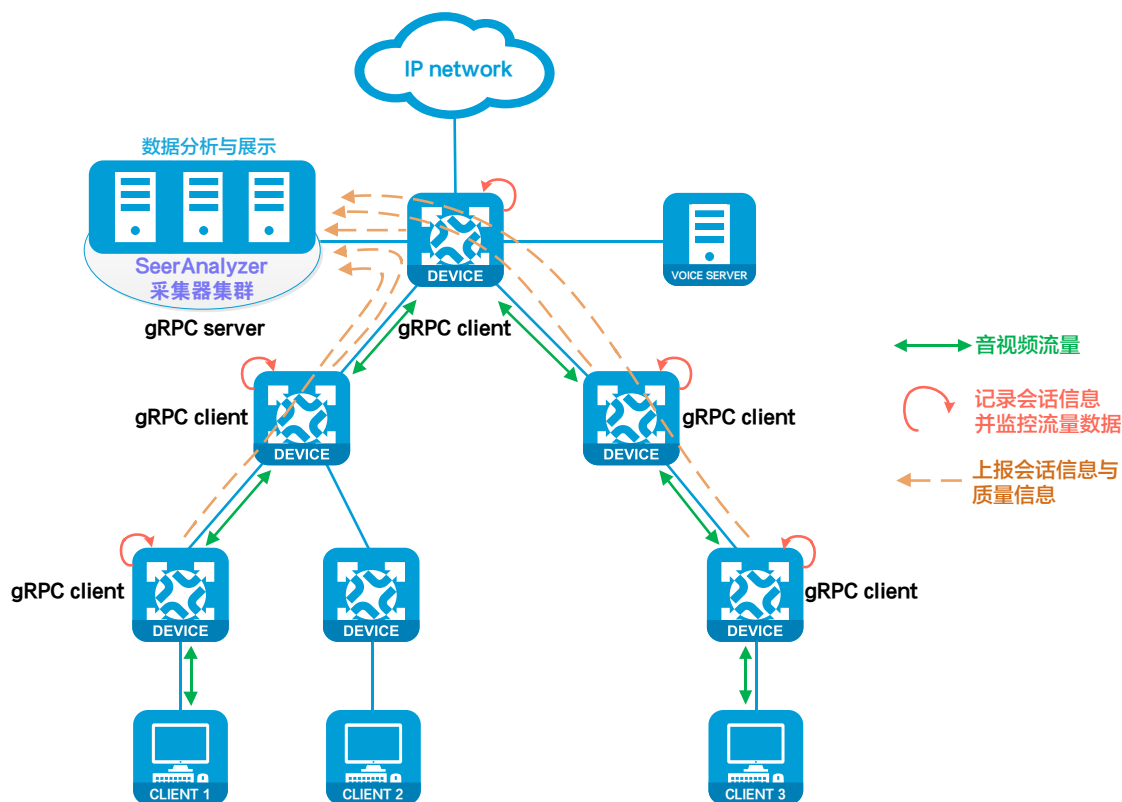 IP network
数据分析与展示
SeerAnalyzer
采集器集群
gRPC server
DEVICE
VOICE SERVER
gRPC client
音视频流量
gRPC client
DEVICE
gRPC client
DEVICE
记录会话信息
并监控流量数据
上报会话信息与
质量信息
gRPC client
DEVICE
DEVICE
gRPC client
DEVICE
CLIENT 1
CLIENT 2
CLIENT 3